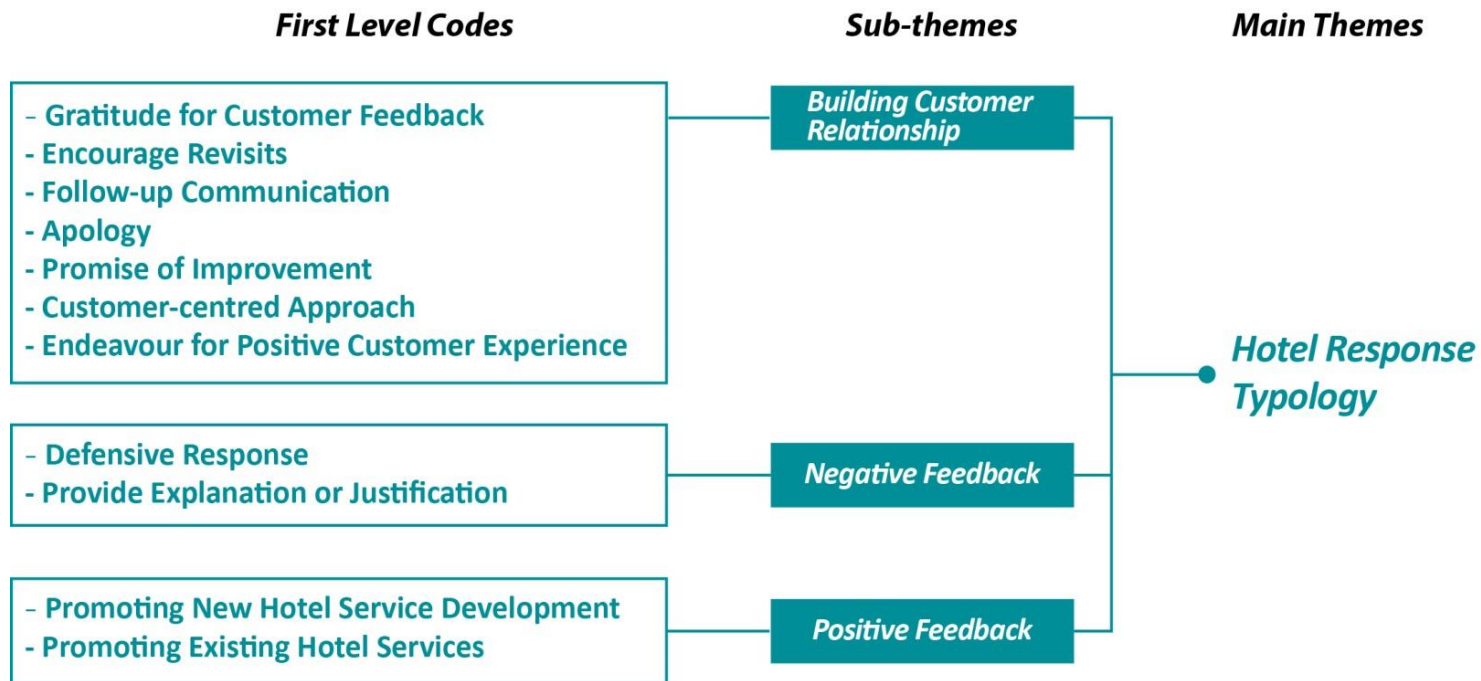 First Level Codes
Sub-themes
Main Themes
- Gratitude for Customer Feedback
- Encourage Revisits
- Follow-up Communication
- Apology
- Promise of Improvement
- Customer-centred Approach
- Endeavour for Positive Customer Experience
Building Customer
Relationship
- Defensive Response
- Provide Explanation or Justification
Negative Feedback
- Promoting New Hotel Service Development
- Promoting Existing Hotel Services
Positive Feedback
Hotel Response
Typology